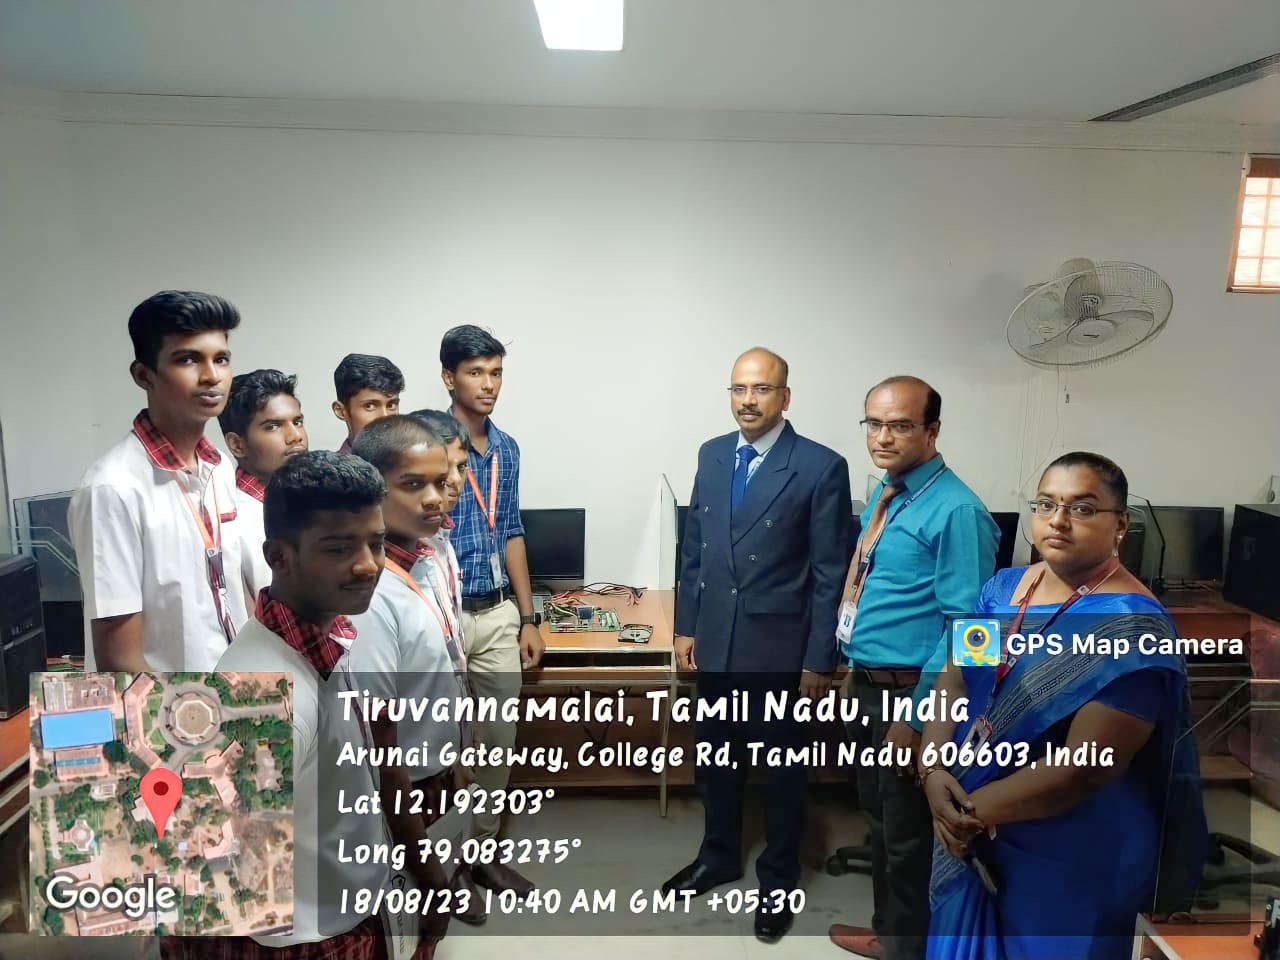 GPS Map Camera
Tiruvannamalai, Tamil Nadu, India
Arunai Gateway, College Rd, Tamil Nadu 606603, India
Lat 12.192303°
Long 79.083275°
18/08/23 10:40 AM GMT +05:30
Google